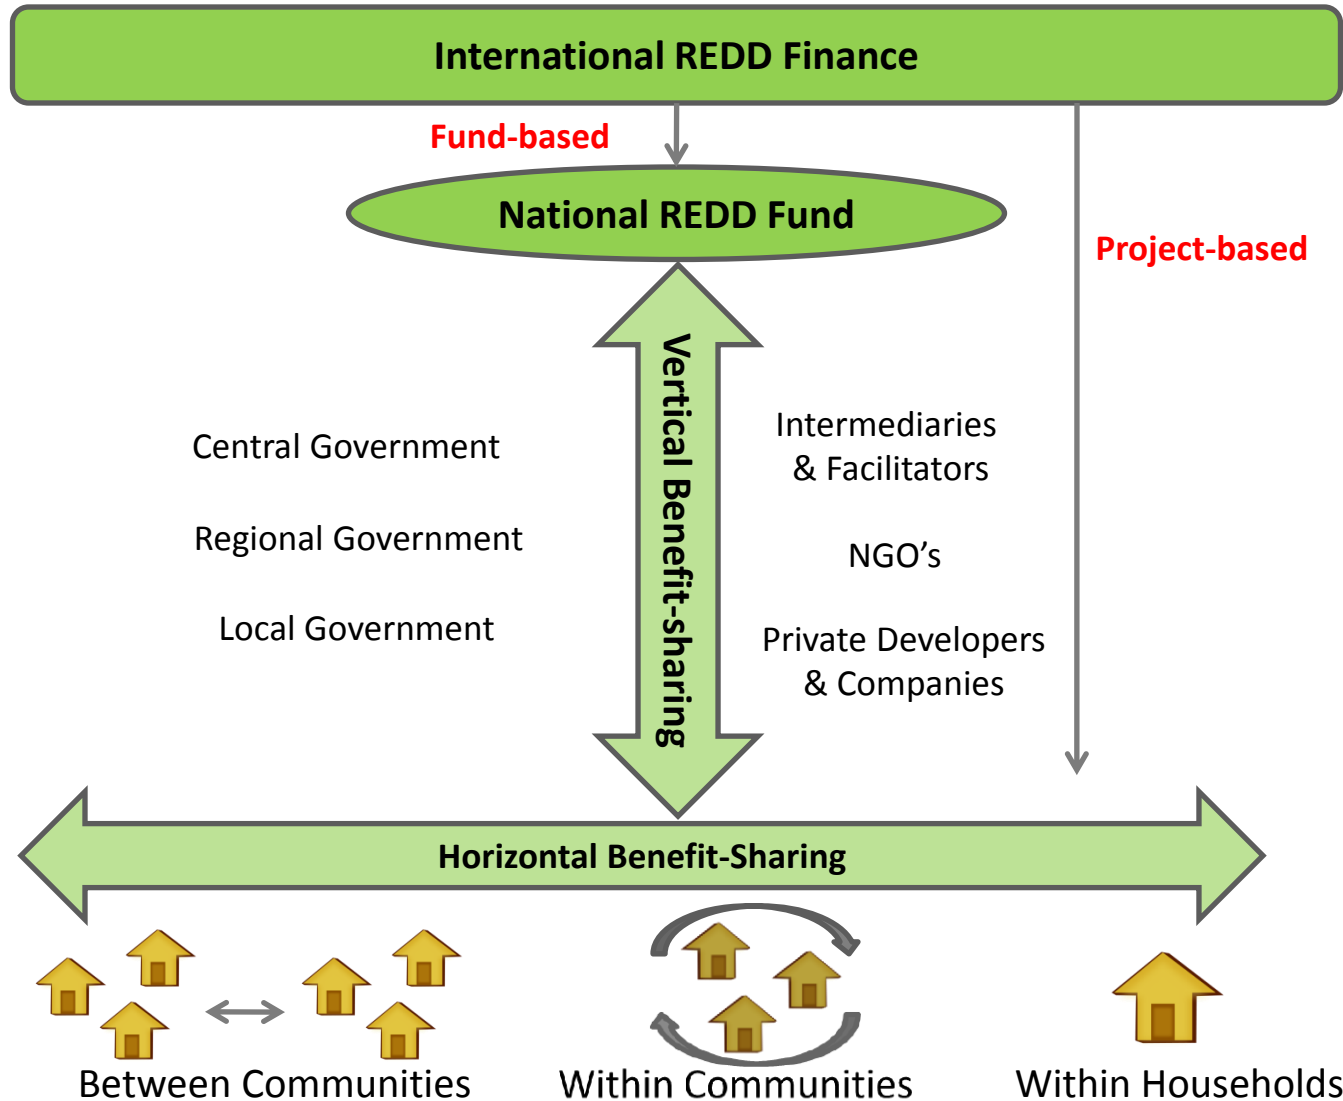 International REDD Finance
Fund-based
National REDD Fund
Project-based
Vertical Benefit-sharing
Central Government
Regional Government
Local Government
Intermediaries
& Facilitators
NGO's
Private Developers
& Companies
Horizontal Benefit-Sharing
Between Communities
Within Communities
Within Households